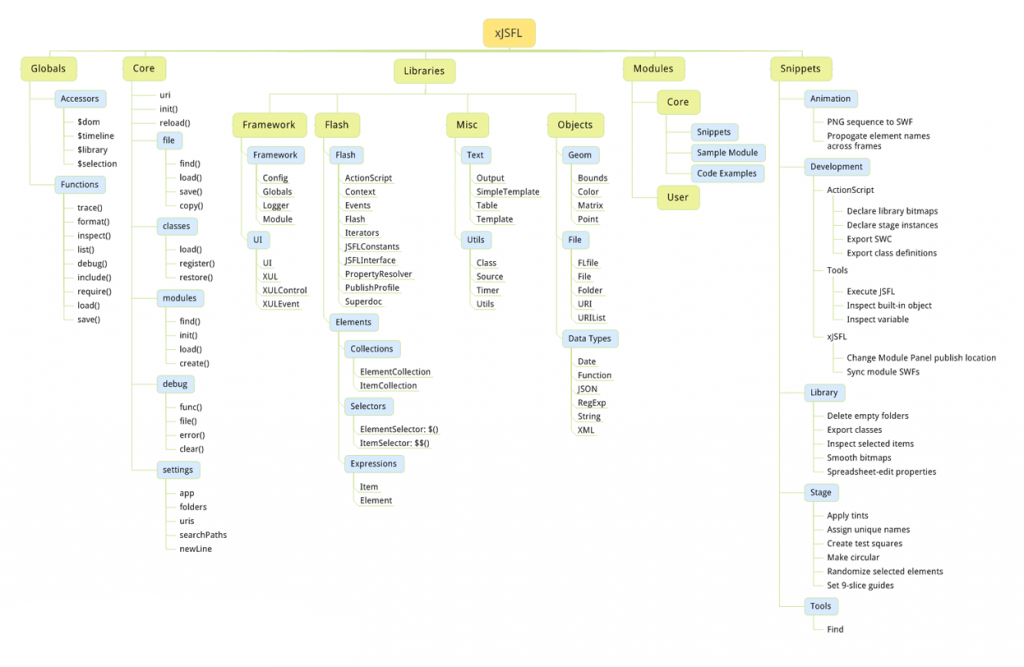 xJSFL
Globals
Accessors
$dom
$timeline
$library
$selection
Functions
trace()
format()
inspect()
list()
debug()
include()
require()
load()
save()
Core
uri
init()
reload()
file
find()
load()
save()
copy()
classes
load()
register()
restore()
modules
find()
init()
load()
create()
debug
func()
file()
error()
clear()
settings
app
folders
uris
searchPaths
newLine
Libraries
Framework
Framework
Config
Globals
Logger
Module
UI
UI
XUL
XULControl
XULEvent
Flash
Flash
ActionScript
Context
Events
Flash
Iterators
JSFLConstants
JSFLInterface
PropertyResolver
PublishProfile
Superdoc
Elements
Collections
ElementCollection
ItemCollection
Selectors
ElementSelector: $()
ItemSelector: $$()
Expressions
Item
Element
Misc
Text
Output
SimpleTemplate
Table
Template
Utils
Class
Source
Timer
Utils
Objects
Geom
Bounds
Color
Matrix
Point
File
FLfile
File
Folder
URI
URIList
Data Types
Date
Function
JSON
RegExp
String
XML
Modules
Core
Snippets
Sample Module
Code Examples
User
Snippets
Animation
PNG sequence to SWF
Propogate element names
across frames
Development
ActionScript
Declare library bitmaps
Declare stage instances
Export SWC
Export class definitions
Tools
Execute JSFL
Inspect built-in object
Inspect variable
xJSFL
Change Module Panel publish location
Sync module SWFs
Library
Delete empty folders
Export classes
Inspect selected items
Smooth bitmaps
Spreadsheet-edit properties
Stage
Apply tints
Assign unique names
Create test squares
Make circular
Randomize selected elements
Set 9-slice guides
Tools
Find